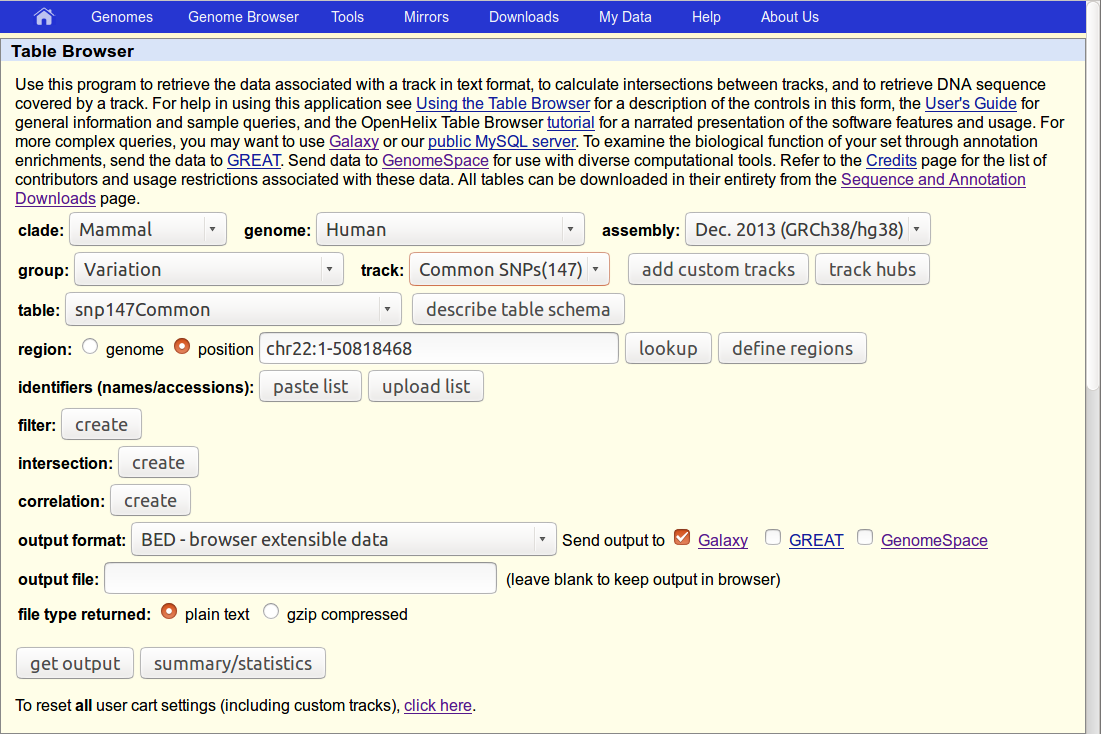 Genomes Genome Browser Tools Mirrors Downloads My Data Help About Us
Table Browser
Use this program to retrieve the data associated with a track in text format, to calculate intersections between tracks, and to retrieve DNA sequence
covered by a track. For help in using this application see Using the Table Browser for a description of the controls in this form, the User's Guide for
general information and sample queries, and the OpenHelix Table Browser tutorial for a narrated presentation of the software features and usage. For
more complex queries, you may want to use Galaxy or our public MySQL server. To examine the biological function of your set through annotation
enrichments, send the data to GREAT. Send data to GenomeSpace for use with diverse computational tools. Refer to the Credits page for the list of
contributors and usage restrictions associated with these data. All tables can be downloaded in their entirety from the Sequence and Annotation
Downloads page.
clade: Mammal genome: Human assembly: Dec. 2013 (GRCh38/hg38)
group: Variation track: Common SNPs(147) add custom tracks track hubs
table: snp147Common describe table schema
region: genome position chr22:1-50818468 lookup define regions
identifiers (names/accessions): paste list upload list
filter: create
intersection: create
correlation: create
output format: BED - browser extensible data Send output to Galaxy GREAT GenomeSpace
output file: (leave blank to keep output in browser)
file type returned: plain text gzip compressed
get output summary/statistics
To reset all user cart settings (including custom tracks), click here.